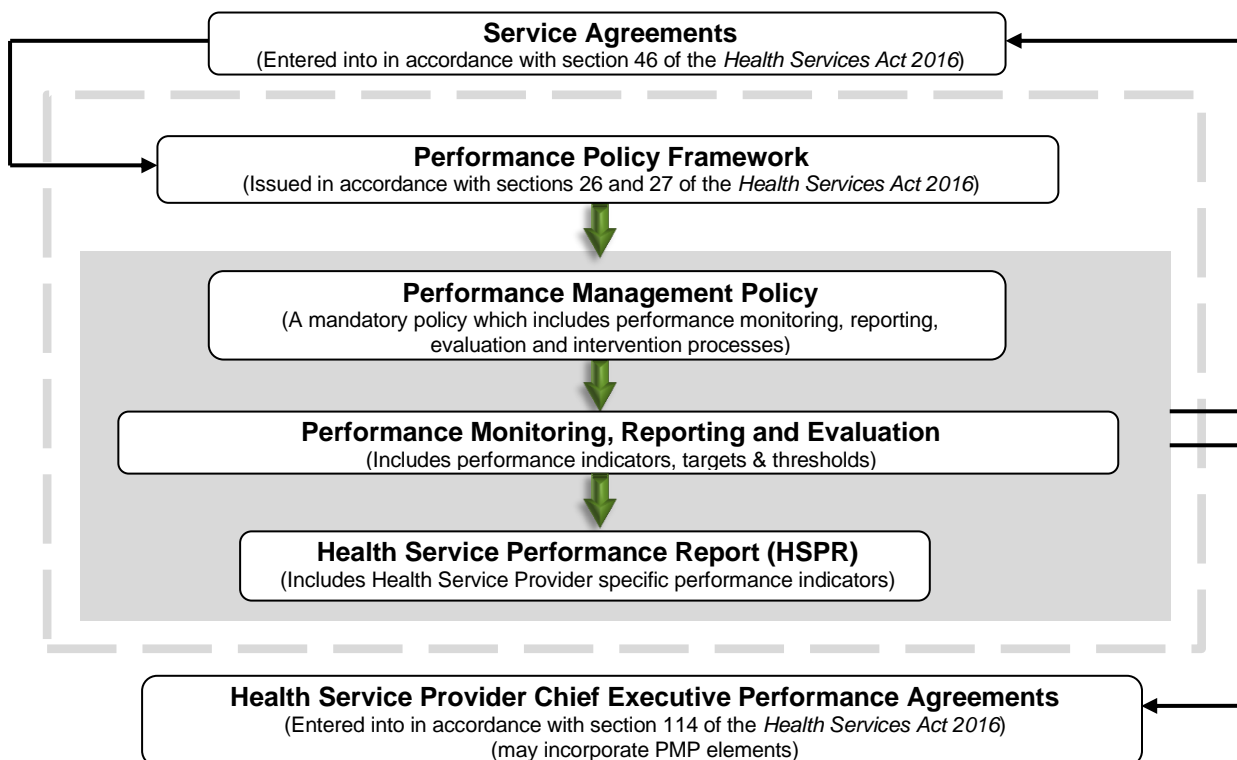 Service Agreements
(Entered into in accordance with section 46 of the Health Services Act 2016)
Performance Policy Framework
(Issued in accordance with sections 26 and 27 of the Health Services Act 2016)
Performance Management Policy
(A mandatory policy which includes performance monitoring, reporting,
evaluation and intervention processes)
Performance Monitoring, Reporting and Evaluation
(Includes performance indicators, targets & thresholds)
Health Service Performance Report (HSPR)
(Includes Health Service Provider specific performance indicators)
Health Service Provider Chief Executive Performance Agreements
(Entered into in accordance with section 114 of the Health Services Act 2016)
(may incorporate PMP elements)